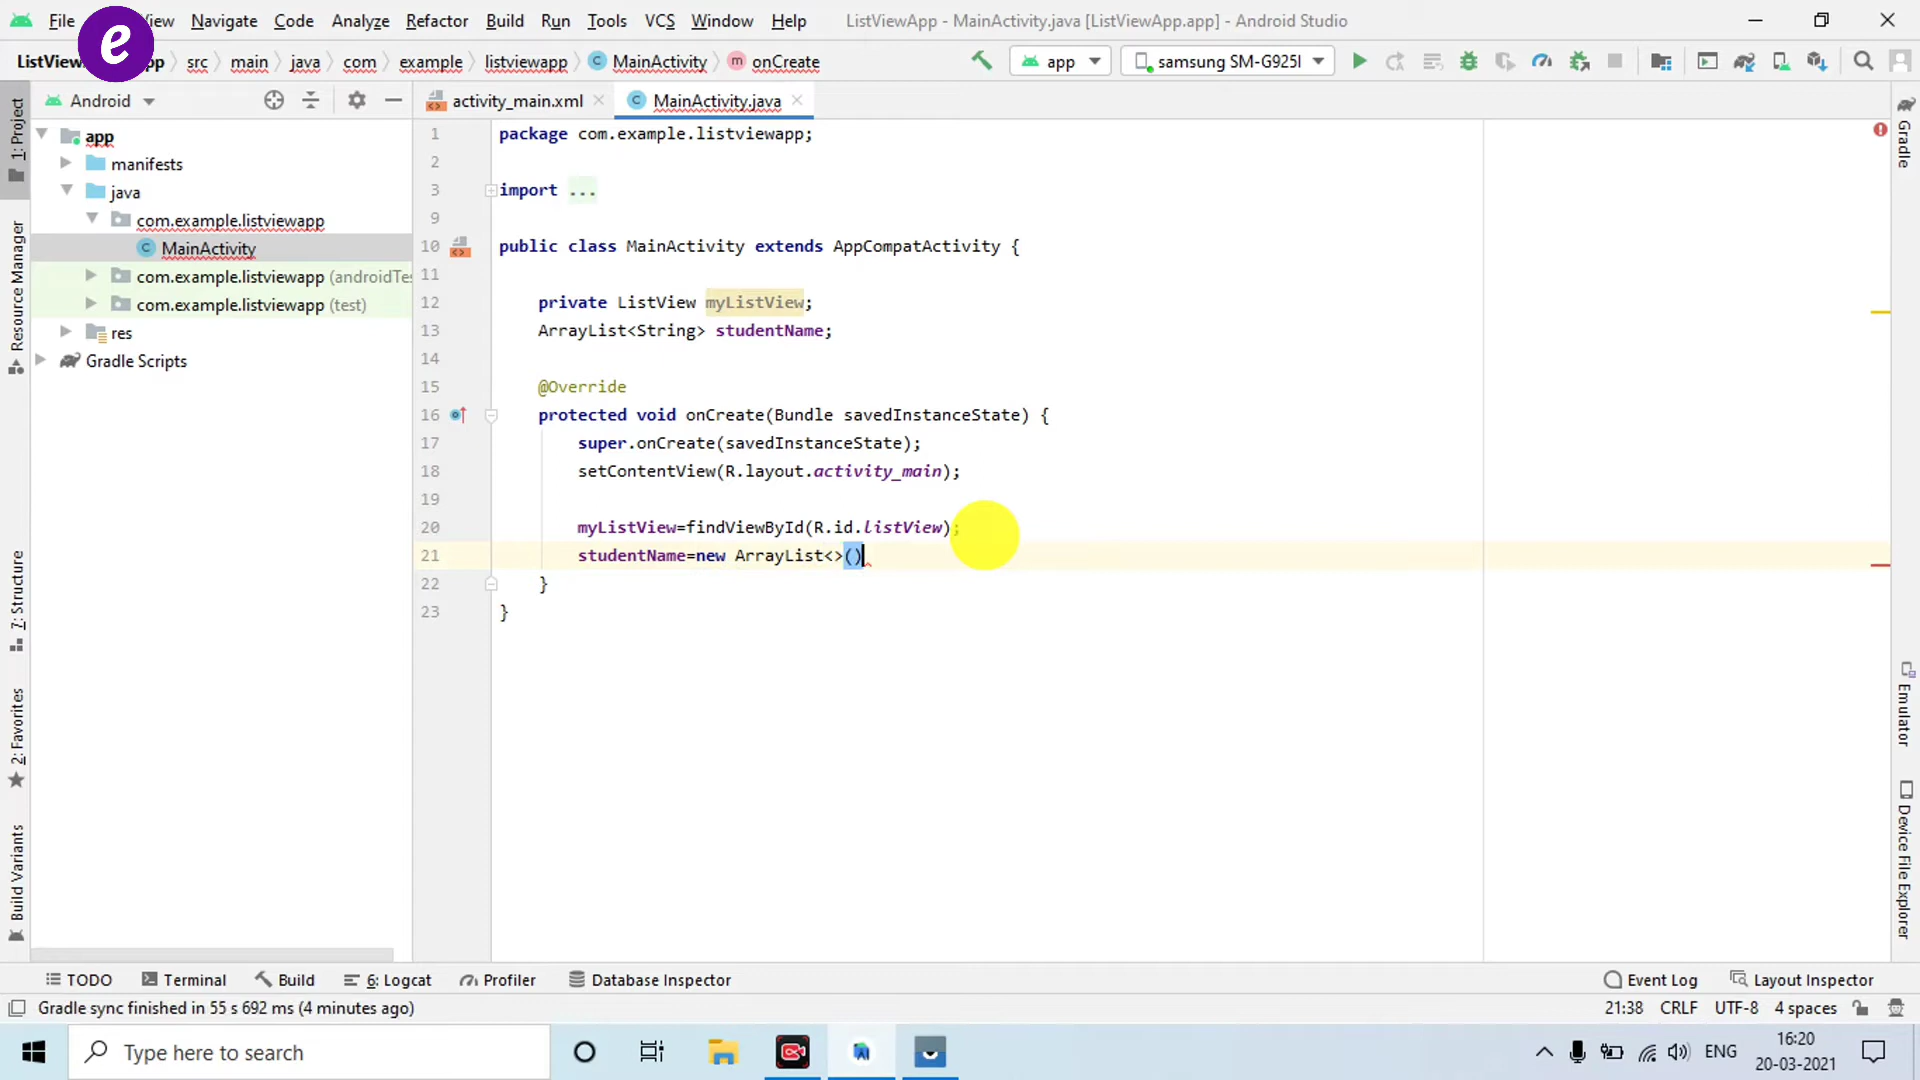 File View Navigate Code Analyze Refactor Build Run Tools VCS Window Help ListViewApp - MainActivity.java [ListViewApp.app] - Android Studio
e
src main java com example listviewapp MainActivity onCreate app samsung SM-G925I
Android activity_main.xml MainActivity.java
1: Project
Resource Manager
7: Structure
2: Favorites
Build Variants
app
manifests
java
com.example.listviewapp
MainActivity
com.example.listviewapp (androidTes
com.example.listviewapp (test)
res
Gradle Scripts
1 package com.example.listviewapp;
2
3 import ...
9
10 public class MainActivity extends AppCompatActivity {
11
12 private ListView myListView;
13 ArrayList<String> studentName;
14
15 @Override
16 protected void onCreate(Bundle savedInstanceState) {
17 super.onCreate(savedInstanceState);
18 setContentView(R.layout.activity_main);
19
20 myListView=findViewById(R.id.listView);
21 studentName=new ArrayList<>()
22 }
23 }
Gradle
Emulator
Device File Explorer
TODO Terminal Build 6: Logcat Profiler Database Inspector Event Log Layout Inspector
Gradle sync finished in 55 s 692 ms (4 minutes ago) 21:38 CRLF UTF-8 4 spaces
Type here to search ENG 16:20
20-03-2021